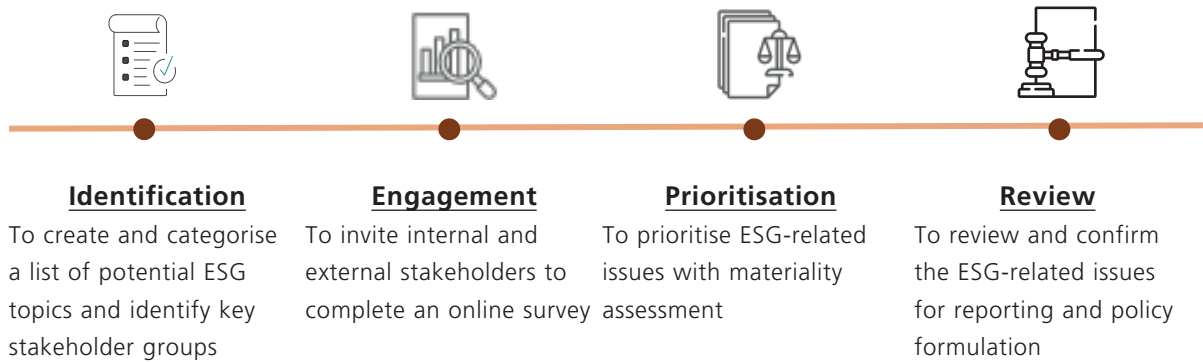 Identification
To create and categorise
a list of potential ESG
topics and identify key
stakeholder groups
Engagement
To invite internal and
external stakeholders to
complete an online survey
Prioritisation
To prioritise ESG-related
issues with materiality
assessment
Review
To review and confirm
the ESG-related issues
for reporting and policy
formulation